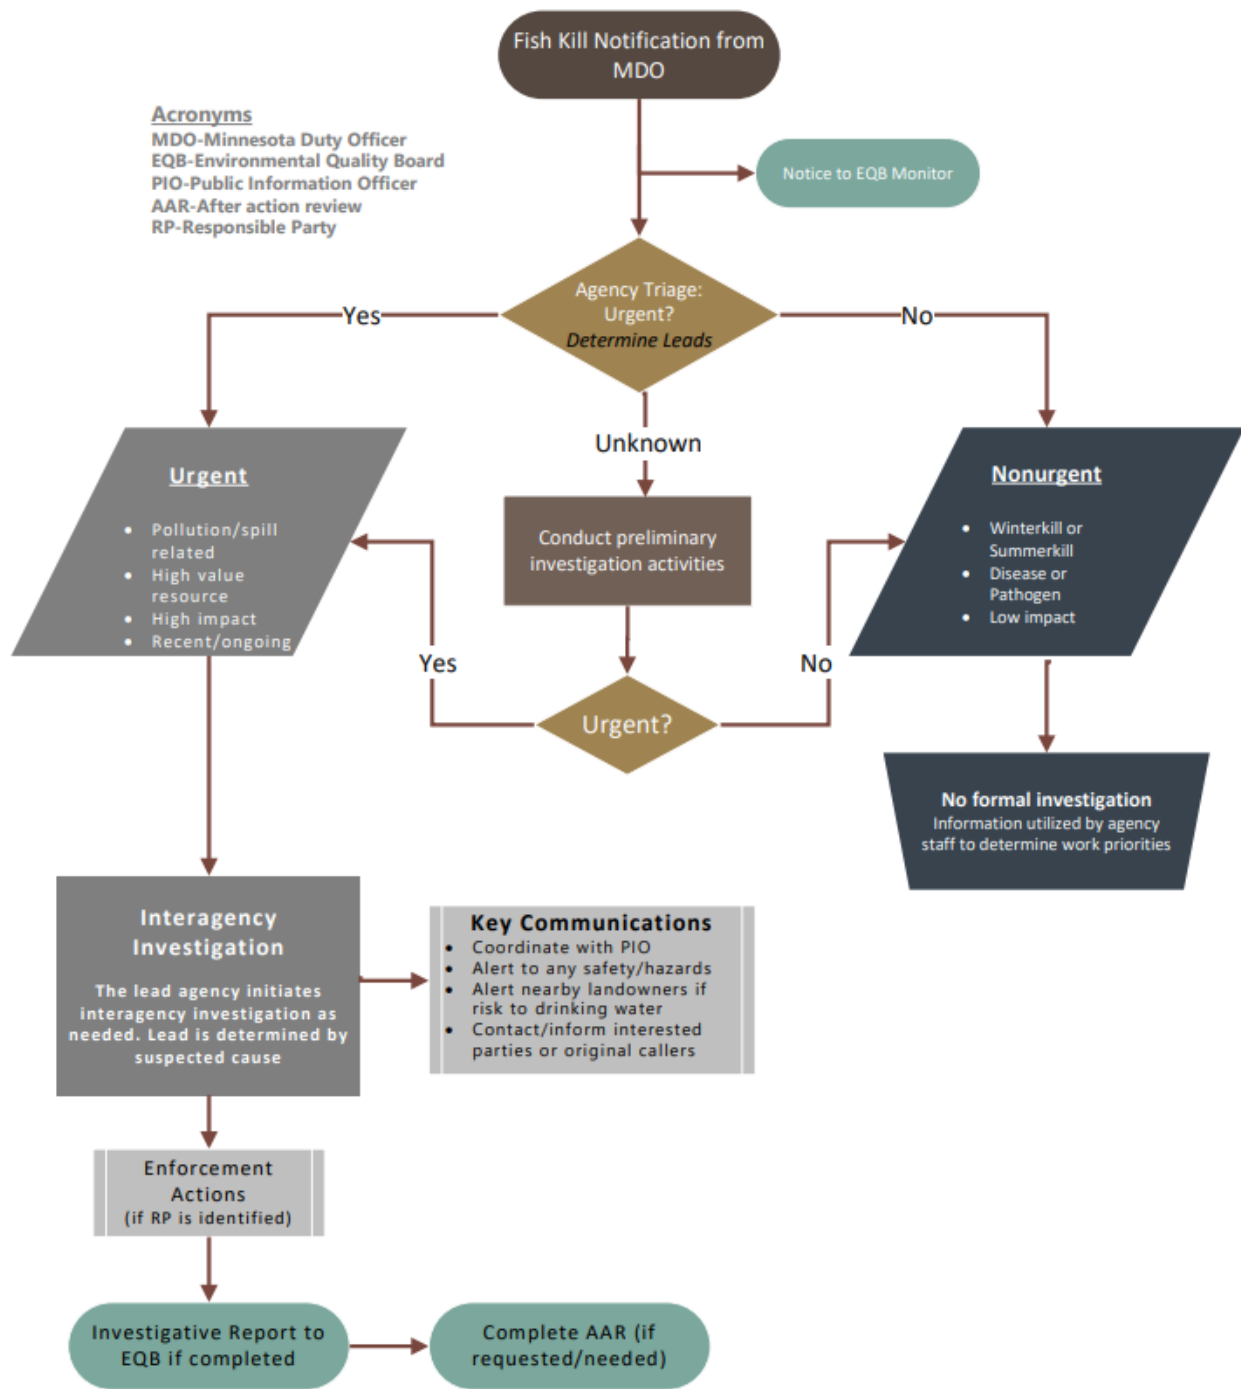 Fish Kill Notification from
MDO
Acronyms
MDO-Minnesota Duty Officer
EQB-Environmental Quality Board
PIO-Public Information Officer
AAR-After action review
RP-Responsible Party
Notice to EQB Monitor
Agency Triage:
Urgent?
Determine Leads
Yes
No
Unknown
Urgent
• Pollution/spill
related
• High value
resource
• High impact
• Recent/ongoing
Conduct preliminary
investigation activities
Nonurgent
• Winterkill or
Summerkill
• Disease or
Pathogen
• Low impact
Yes
No
Urgent?
No formal investigation
Information utilized by agency
staff to determine work priorities
Interagency
Investigation
The lead agency initiates
interagency investigation as
needed. Lead is determined by
suspected cause
Key Communications
• Coordinate with PIO
• Alert to any safety/hazards
• Alert nearby landowners if
risk to drinking water
• Contact/inform interested
parties or original callers
Enforcement
Actions
(if RP is identified)
Investigative Report to
EQB if completed
Complete AAR (if
requested/needed)